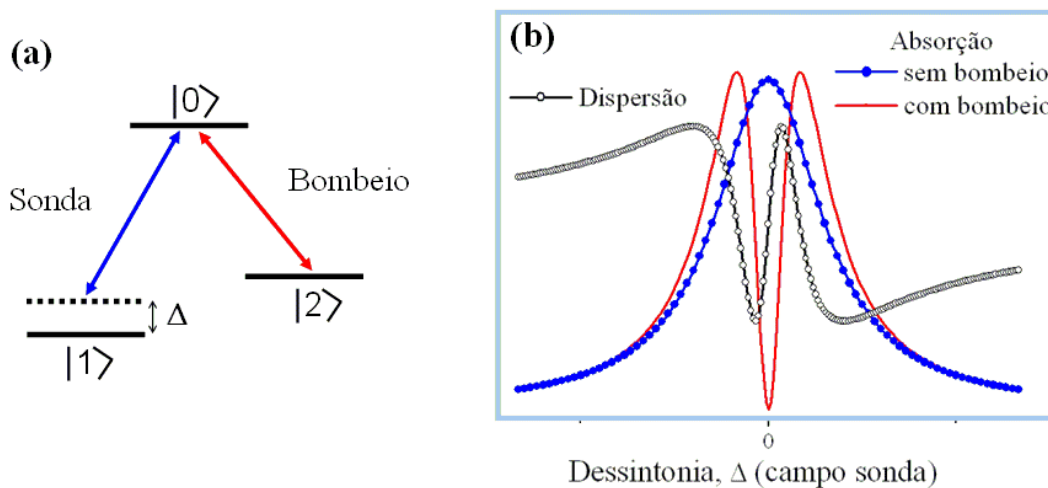 (a)
|0⟩
Sonda
Bombeio
|2⟩
Δ
|1⟩
(b)
Absorção
Dispersão
sem bombeio
com bombeio
0
Dessintonia, Δ (campo sonda)